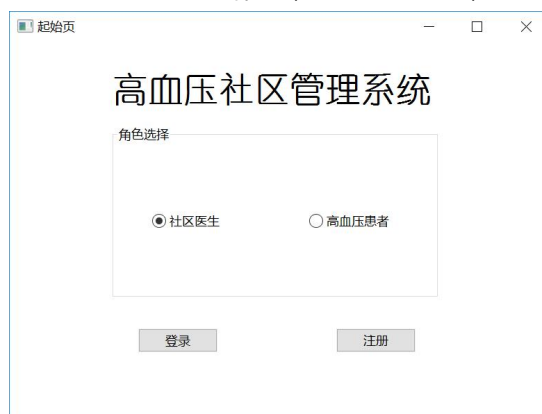 起始页
高血压社区管理系统
角色选择
社区医生 高血压患者
登录 注册